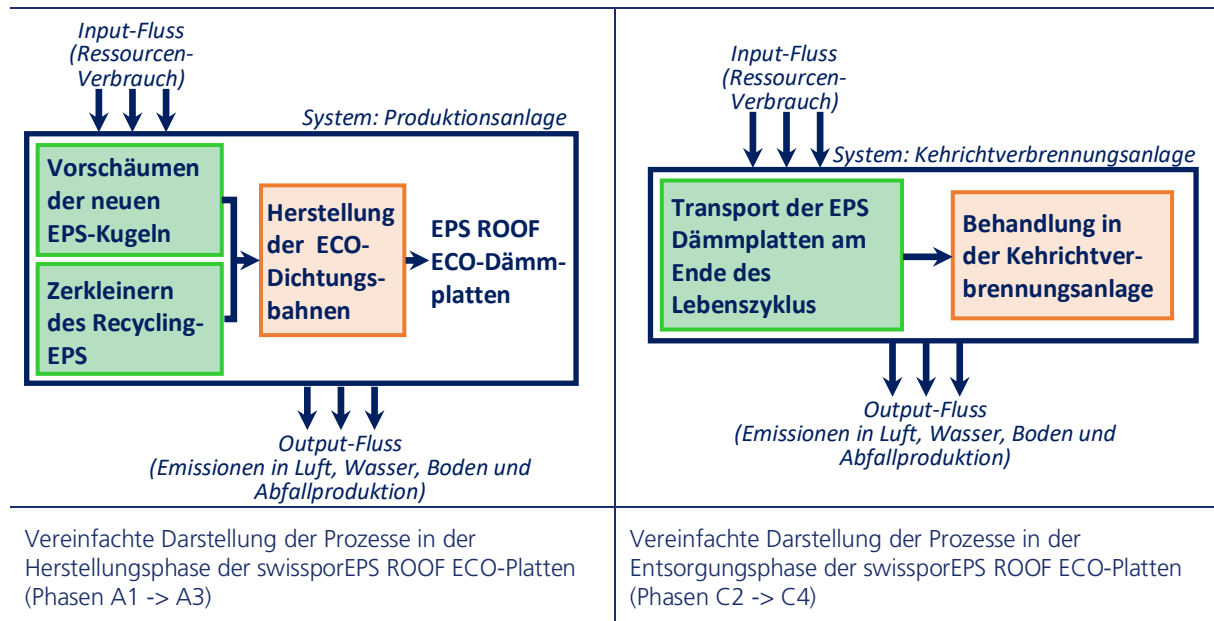 Input-Fluss
(Ressourcen-
Verbrauch)
System: Produktionsanlage
Vorschäumen
der neuen
EPS-Kugeln
Zerkleinern
des Recycling-
EPS
Herstellung
der ECO-
Dichtungs-
bahnen
EPS ROOF
ECO-Dämm-
platten
Output-Fluss
(Emissionen in Luft, Wasser, Boden und
Abfallproduktion)
Vereinfachte Darstellung der Prozesse in der
Herstellungsphase der swissporEPS ROOF ECO-Platten
(Phasen A1 -> A3)
Input-Fluss
(Ressourcen-
Verbrauch)
System: Kehrichtverbrennungsanlage
Transport der EPS
Dämmplatten am
Ende des
Lebenszyklus
Behandlung in
der Kehrichtver-
brennungsanlage
Output-Fluss
(Emissionen in Luft, Wasser, Boden und
Abfallproduktion)
Vereinfachte Darstellung der Prozesse in der
Entsorgungsphase der swissporEPS ROOF ECO-Platten
(Phasen C2 -> C4)